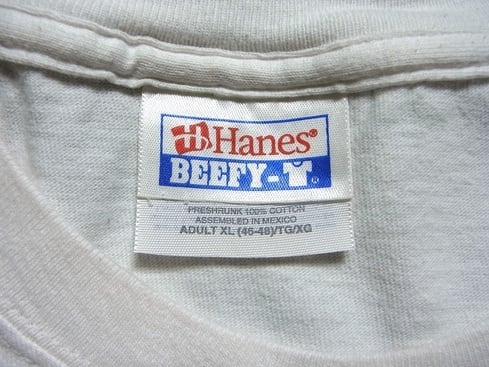 Hanes®
BEEFY-T®
PRESHRUNK 100% COTTON
ASSEMBLED IN MEXICO
ADULT XL (46-48)/TG/XG